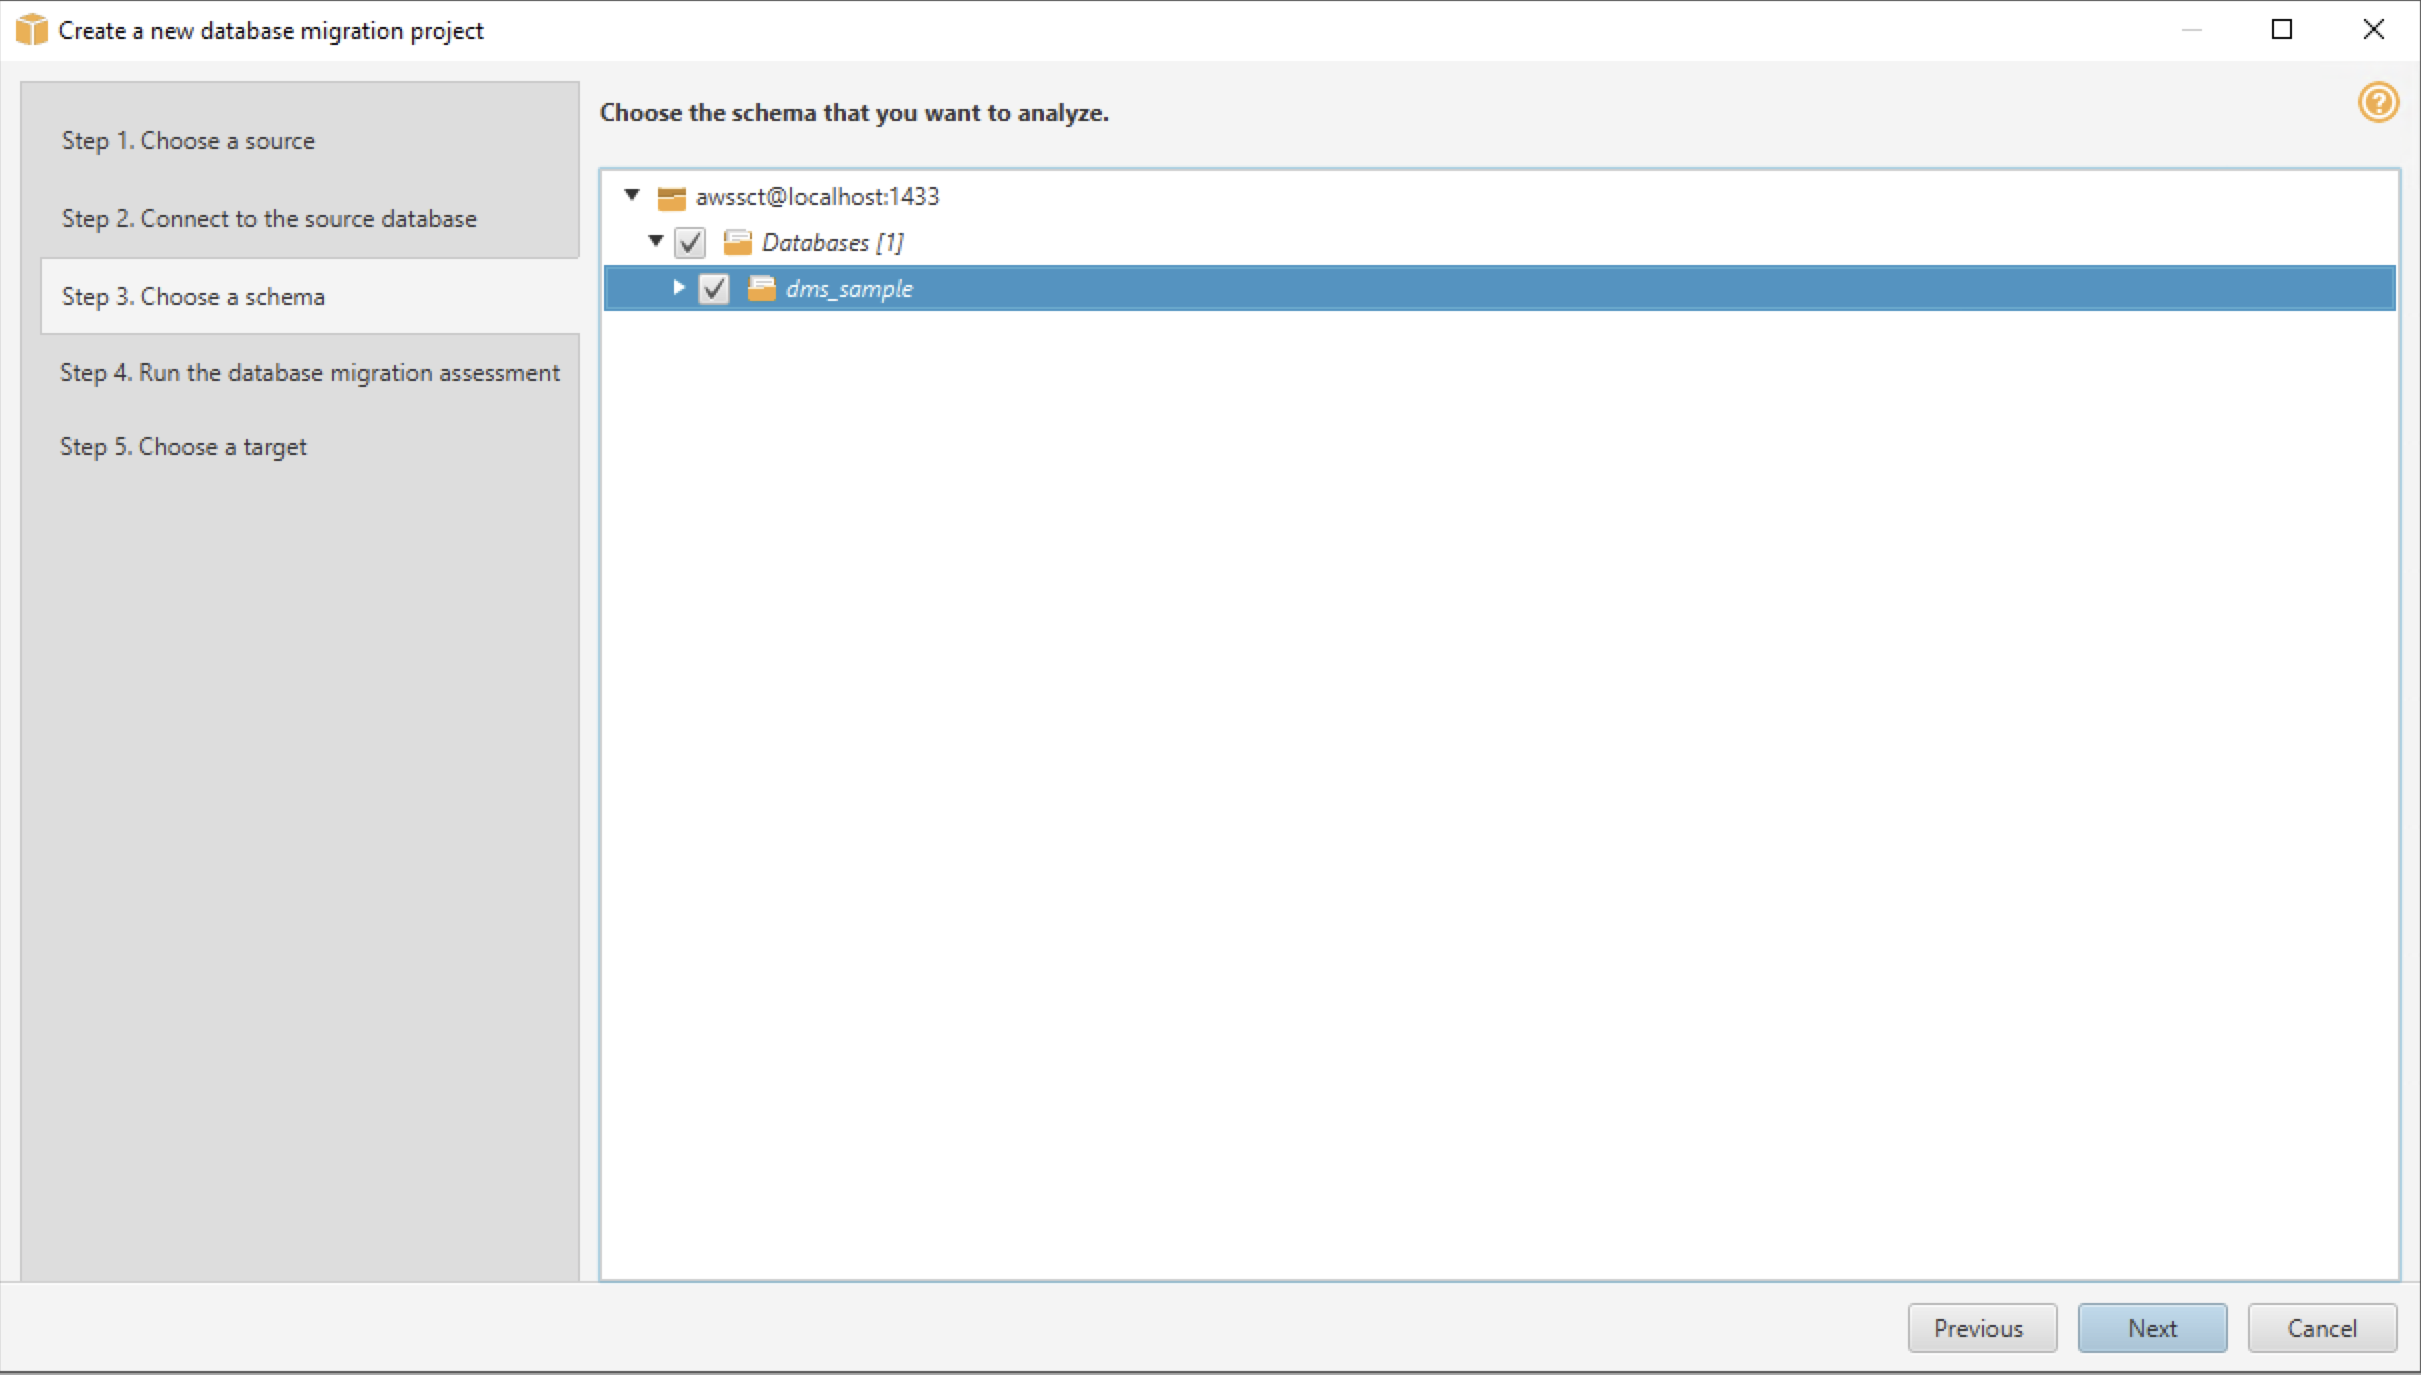 Create a new database migration project
Step 1. Choose a source
Step 2. Connect to the source database
Step 3. Choose a schema
Step 4. Run the database migration assessment
Step 5. Choose a target
Choose the schema that you want to analyze.
?
awssct@localhost:1433
Databases [1]
dms_sample
Previous
Next
Cancel